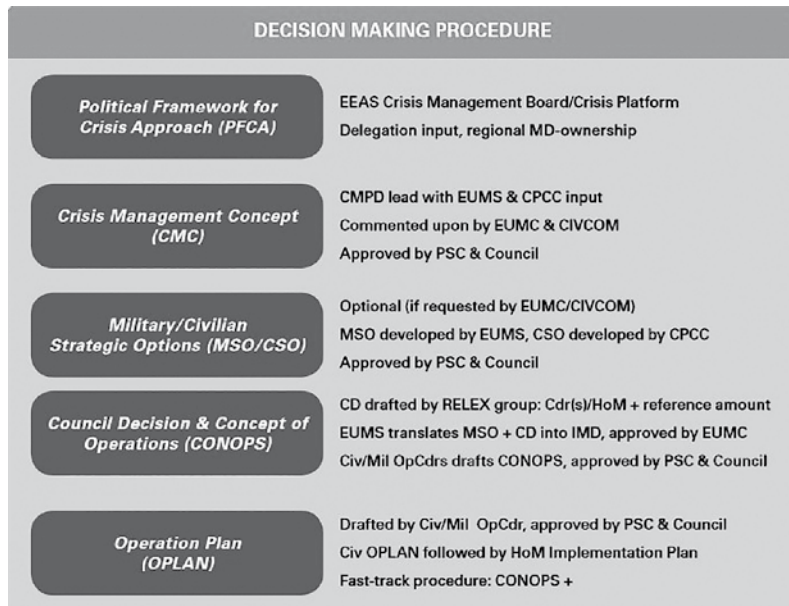 DECISION MAKING PROCEDURE
Political Framework for
Crisis Approach (PFCA)
EEAS Crisis Management Board/Crisis Platform
Delegation input, regional MD-ownership
Crisis Management Concept
(CMC)
CMPD lead with EUMS & CPCC input
Commented upon by EUMC & CIVCOM
Approved by PSC & Council
Military/Civilian
Strategic Options (MSO/CSO)
Optional (if requested by EUMC/CIVCOM)
MSO developed by EUMS, CSO developed by CPCC
Approved by PSC & Council
Council Decision & Concept of
Operations (CONOPS)
CD drafted by RELEX group: Cdr(s)/HoM + reference amount
EUMS translates MSO + CD into IMD, approved by EUMC
Civ/Mil OpCdrs drafts CONOPS, approved by PSC & Council
Operation Plan
(OPLAN)
Drafted by Civ/Mil OpCdr, approved by PSC & Council
Civ OPLAN followed by HoM Implementation Plan
Fast-track procedure: CONOPS +